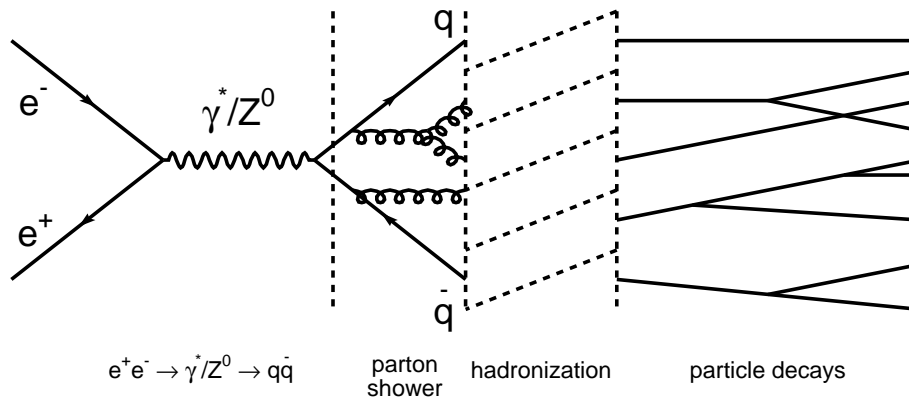 q
e⁻
γ*/Z⁰
e⁺
q̄
e⁺e⁻ → γ*/Z⁰ → qq̄
parton
shower
hadronization
particle decays